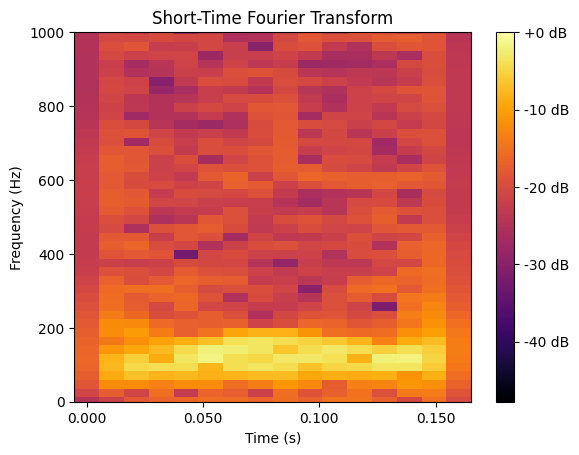 Short-Time Fourier Transform
Frequency (Hz)
1000
800
600
400
200
0
0.000
0.050
0.100
0.150
Time (s)
+0 dB
-10 dB
-20 dB
-30 dB
-40 dB